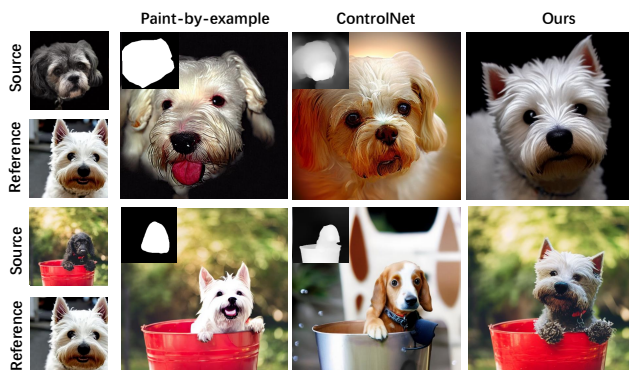 Paint-by-example ControlNet Ours
Source
Reference
Source
Reference